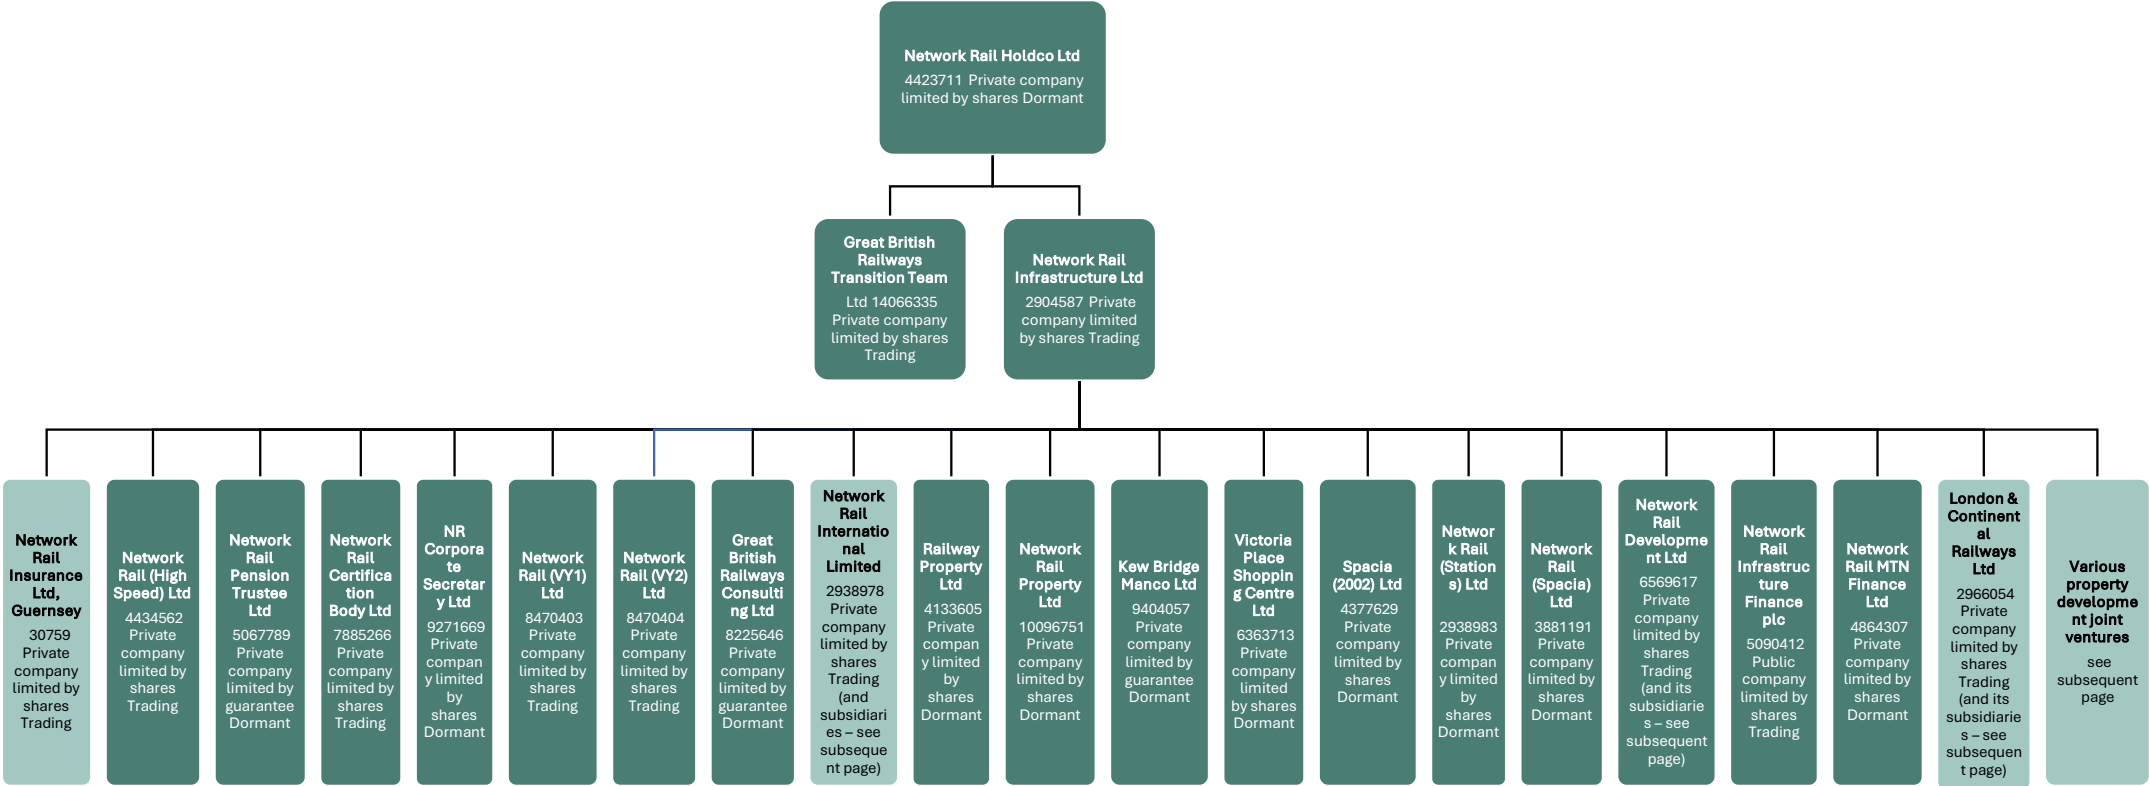 Network Rail Holdco Ltd
4423711 Private company
limited by shares Dormant
Great British
Railways
Transition Team
Ltd 14066335
Private company
limited by shares
Trading
Network Rail
Infrastructure Ltd
2904587 Private
company limited
by shares Trading
Network
Rail
Insurance
Ltd,
Guernsey
30759
Private
company
limited by
shares
Trading
Network
Rail (High
Speed) Ltd
4434562
Private
company
limited by
shares
Trading
Network
Rail
Pension
Trustee
Ltd
5067789
Private
company
limited by
guarantee
Dormant
Network
Rail
Certifica
tion
Body Ltd
7885266
Private
company
limited by
shares
Trading
NR
Corpora
te
Secretar
y Ltd
9271669
Private
compan
y limited
by
shares
Dormant
Network
Rail (VY1)
Ltd
8470403
Private
company
limited by
shares
Trading
Network
Rail (VY2)
Ltd
8470404
Private
company
limited by
shares
Trading
Great
British
Railways
Consulti
ng Ltd
8225646
Private
company
limited by
guarantee
Dormant
Network
Rail
Internatio
nal
Limited
2938978
Private
company
limited by
shares
Trading
(and
subsidiari
es – see
subseque
nt page)
Railway
Property
Ltd
4133605
Private
compan
y limited
by
shares
Dormant
Network
Rail
Property
Ltd
10096751
Private
company
limited by
shares
Dormant
Kew Bridge
Manco Ltd
9404057
Private
company
limited by
guarantee
Dormant
Victoria
Place
Shoppin
g Centre
Ltd
6363713
Private
company
limited
by shares
Dormant
Spacia
(2002) Ltd
4377629
Private
company
limited by
shares
Dormant
Networ
k Rail
(Station
s) Ltd
2938983
Private
compan
y limited
by
shares
Dormant
Network
Rail
(Spacia)
Ltd
3881191
Private
company
limited by
shares
Dormant
Network
Rail
Developme
nt Ltd
6569617
Private
company
limited by
shares
Trading
(and its
subsidiarie
s – see
subsequent
page)
Network
Rail
Infrastruc
ture
Finance
plc
5090412
Public
company
limited by
shares
Trading
Network
Rail MTN
Finance
Ltd
4864307
Private
company
limited by
shares
Dormant
London &
Continent
al
Railways
Ltd
2966054
Private
company
limited by
shares
Trading
(and its
subsidiarie
s – see
subsequen
t page)
Various
property
developme
nt joint
ventures
see
subsequent
page